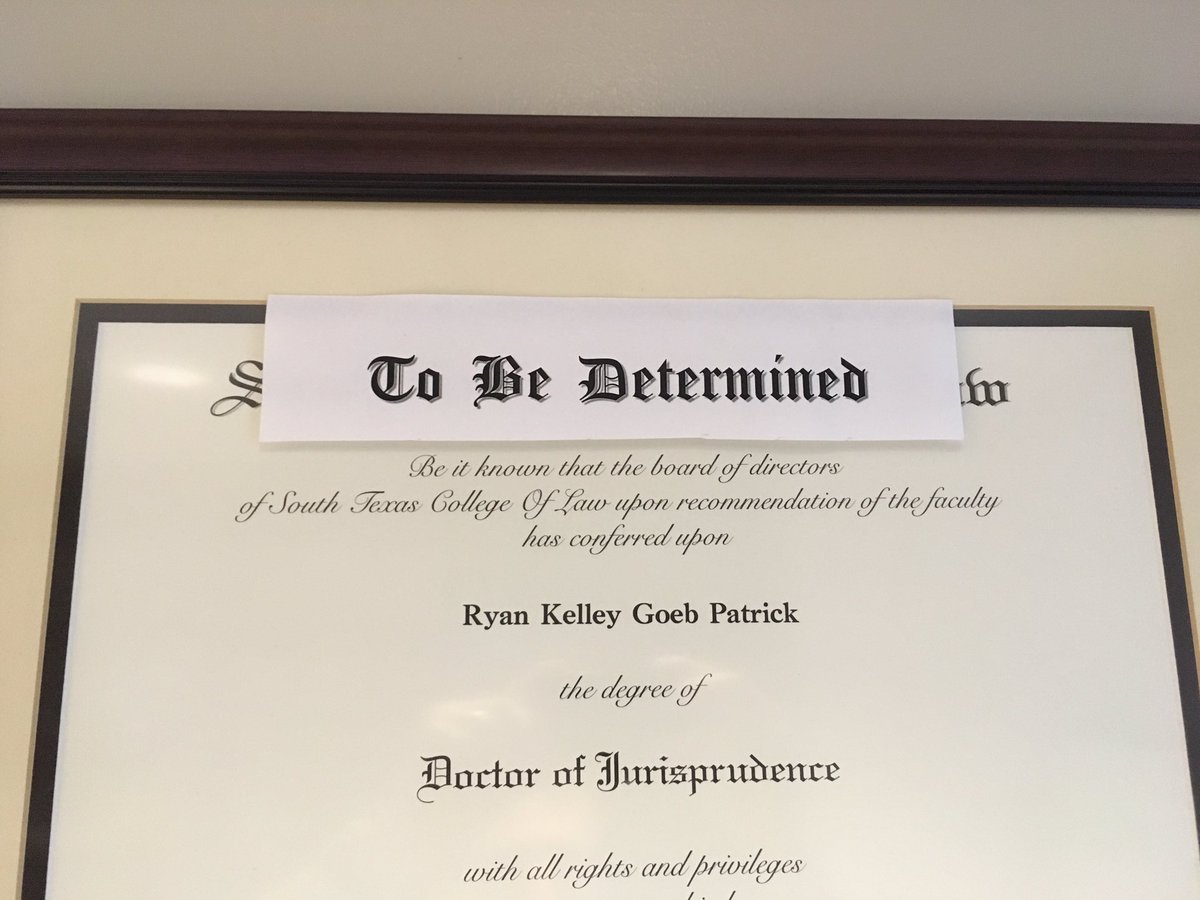 To Be Determined
Be it known that the board of directors
of South Texas College Of Law upon recommendation of the faculty
has conferred upon
Ryan Kelley Goeb Patrick
the degree of
Doctor of Jurisprudence
with all rights and privileges